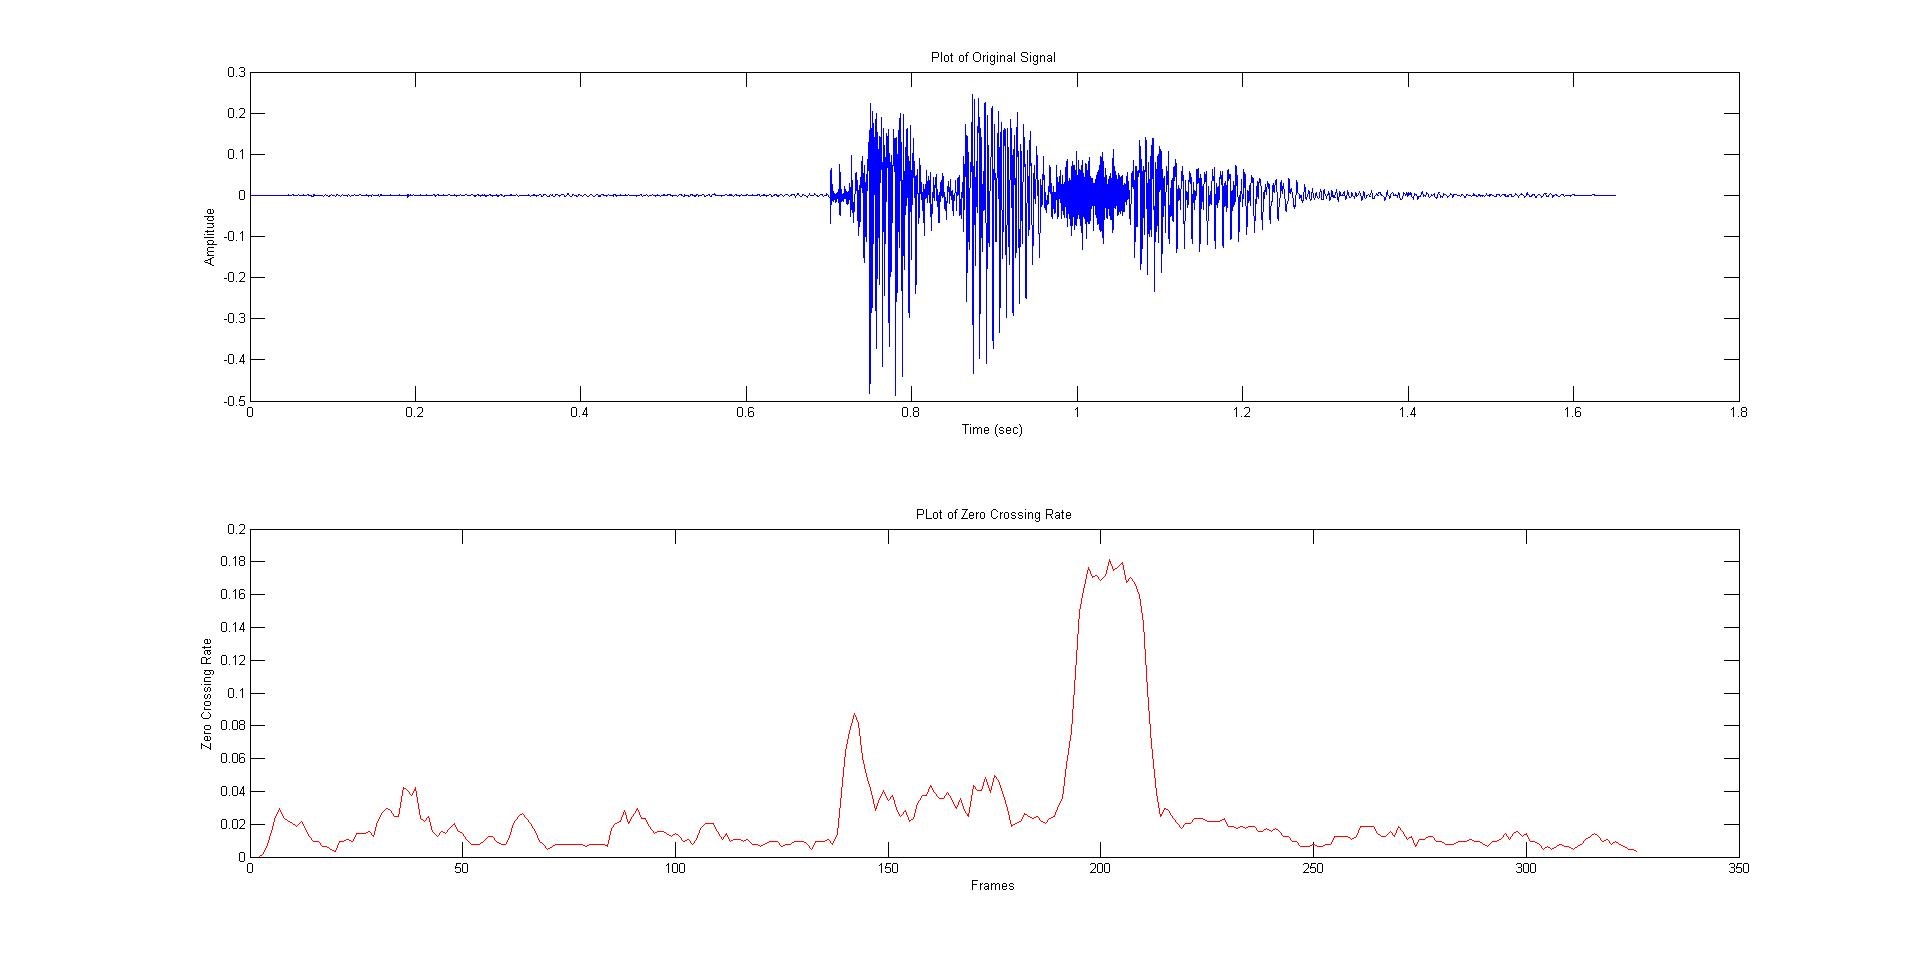 Plot of Original Signal
0.3
0.2
0.1
0
-0.1
-0.2
-0.3
-0.4
-0.5
Amplitude
0 0.2 0.4 0.6 0.8 1 1.2 1.4 1.6 1.8
Time (sec)
PLot of Zero Crossing Rate
0.2
0.18
0.16
0.14
0.12
0.1
0.08
0.06
0.04
0.02
0
Zero Crossing Rate
0 50 100 150 200 250 300 350
Frames